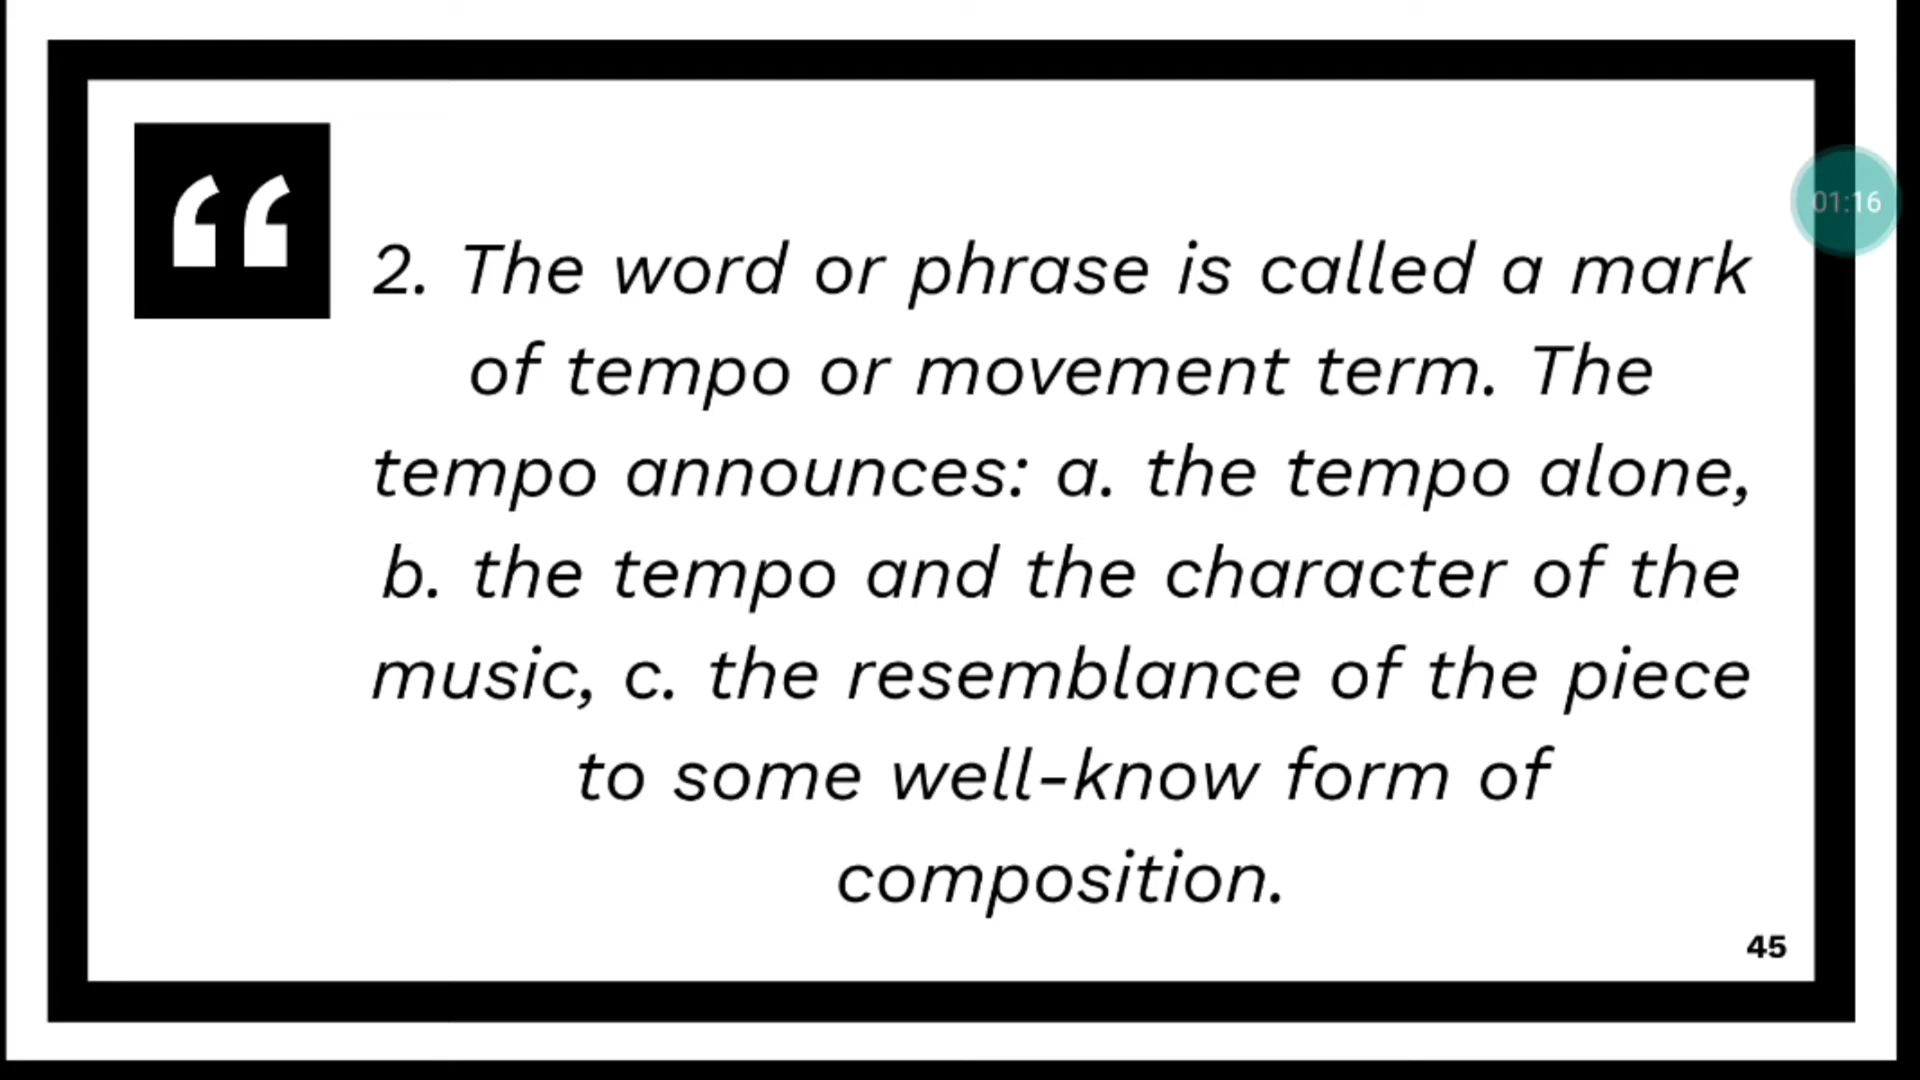 “
01:16
2. The word or phrase is called a mark
of tempo or movement term. The
tempo announces: a. the tempo alone,
b. the tempo and the character of the
music, c. the resemblance of the piece
to some well-know form of
composition.
45